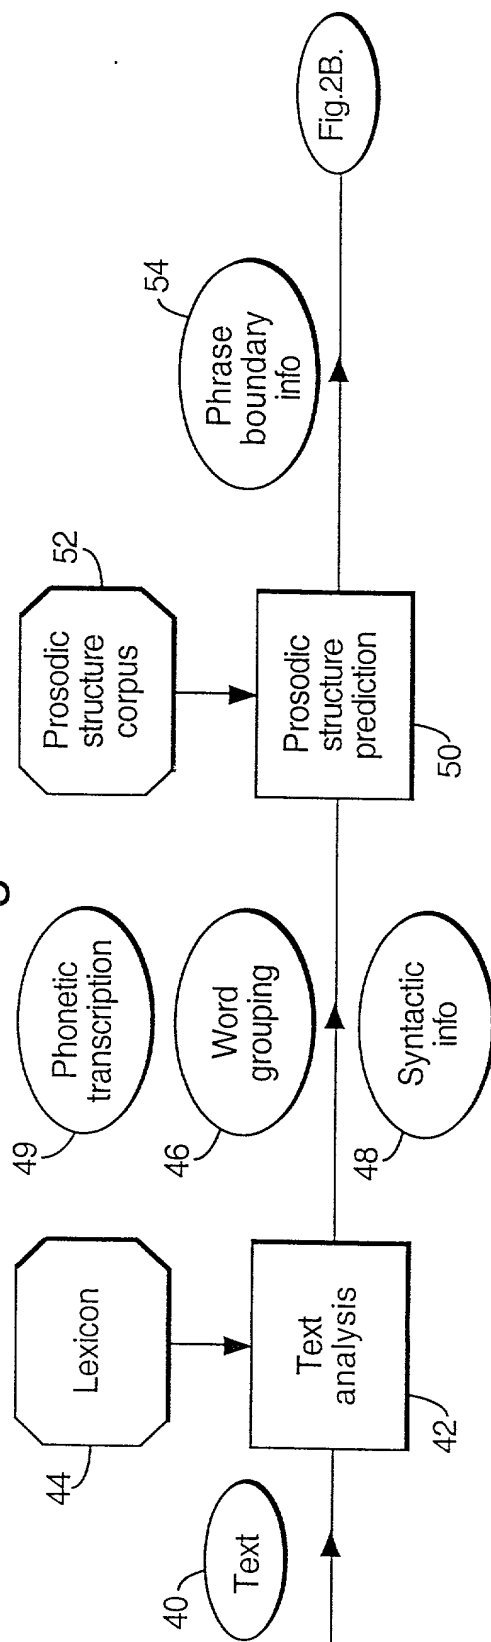 40
Text
44
Lexicon
Text
analysis
42
49
Phonetic
transcription
46
Word
grouping
48
Syntactic
info
Prosodic
structure
corpus
52
Prosodic
structure
prediction
50
54
Phrase
boundary
info
Fig.2B.